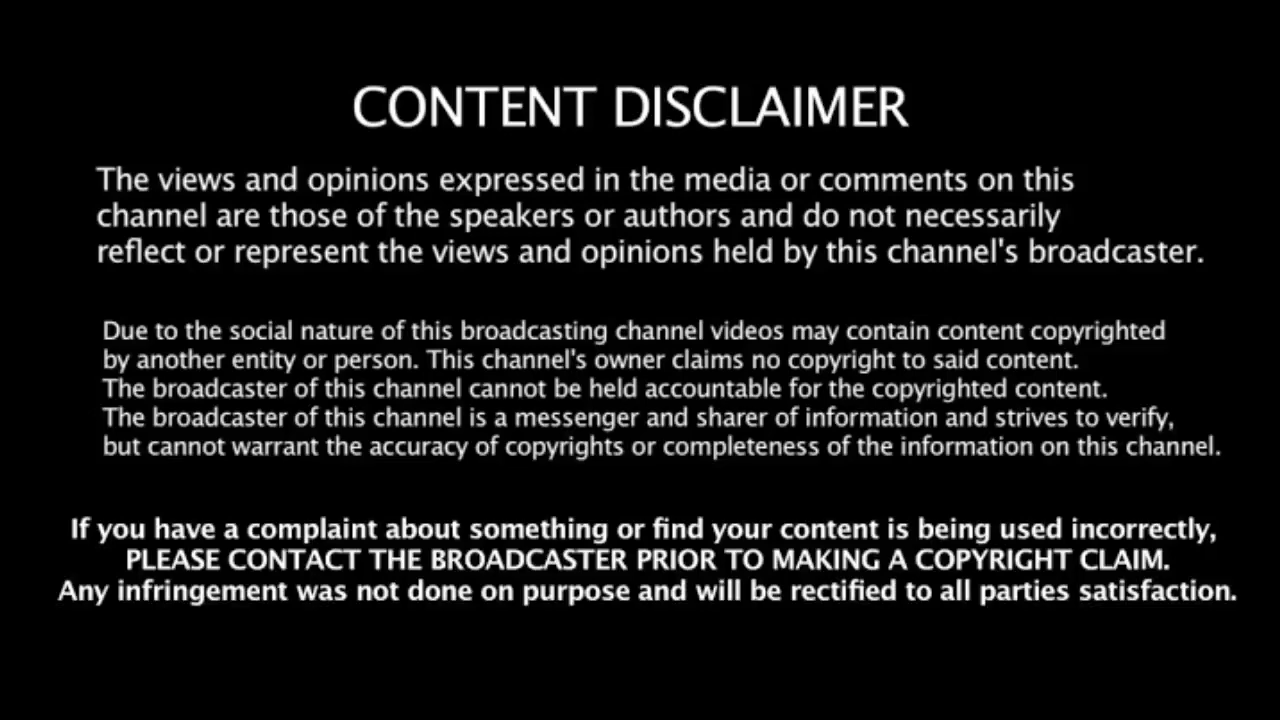 CONTENT DISCLAIMER
The views and opinions expressed in the media or comments on this
channel are those of the speakers or authors and do not necessarily
reflect or represent the views and opinions held by this channel's broadcaster.
Due to the social nature of this broadcasting channel videos may contain content copyrighted
by another entity or person. This channel's owner claims no copyright to said content.
The broadcaster of this channel cannot be held accountable for the copyrighted content.
The broadcaster of this channel is a messenger and sharer of information and strives to verify,
but cannot warrant the accuracy of copyrights or completeness of the information on this channel.
If you have a complaint about something or find your content is being used incorrectly,
PLEASE CONTACT THE BROADCASTER PRIOR TO MAKING A COPYRIGHT CLAIM.
Any infringement was not done on purpose and will be rectified to all parties satisfaction.